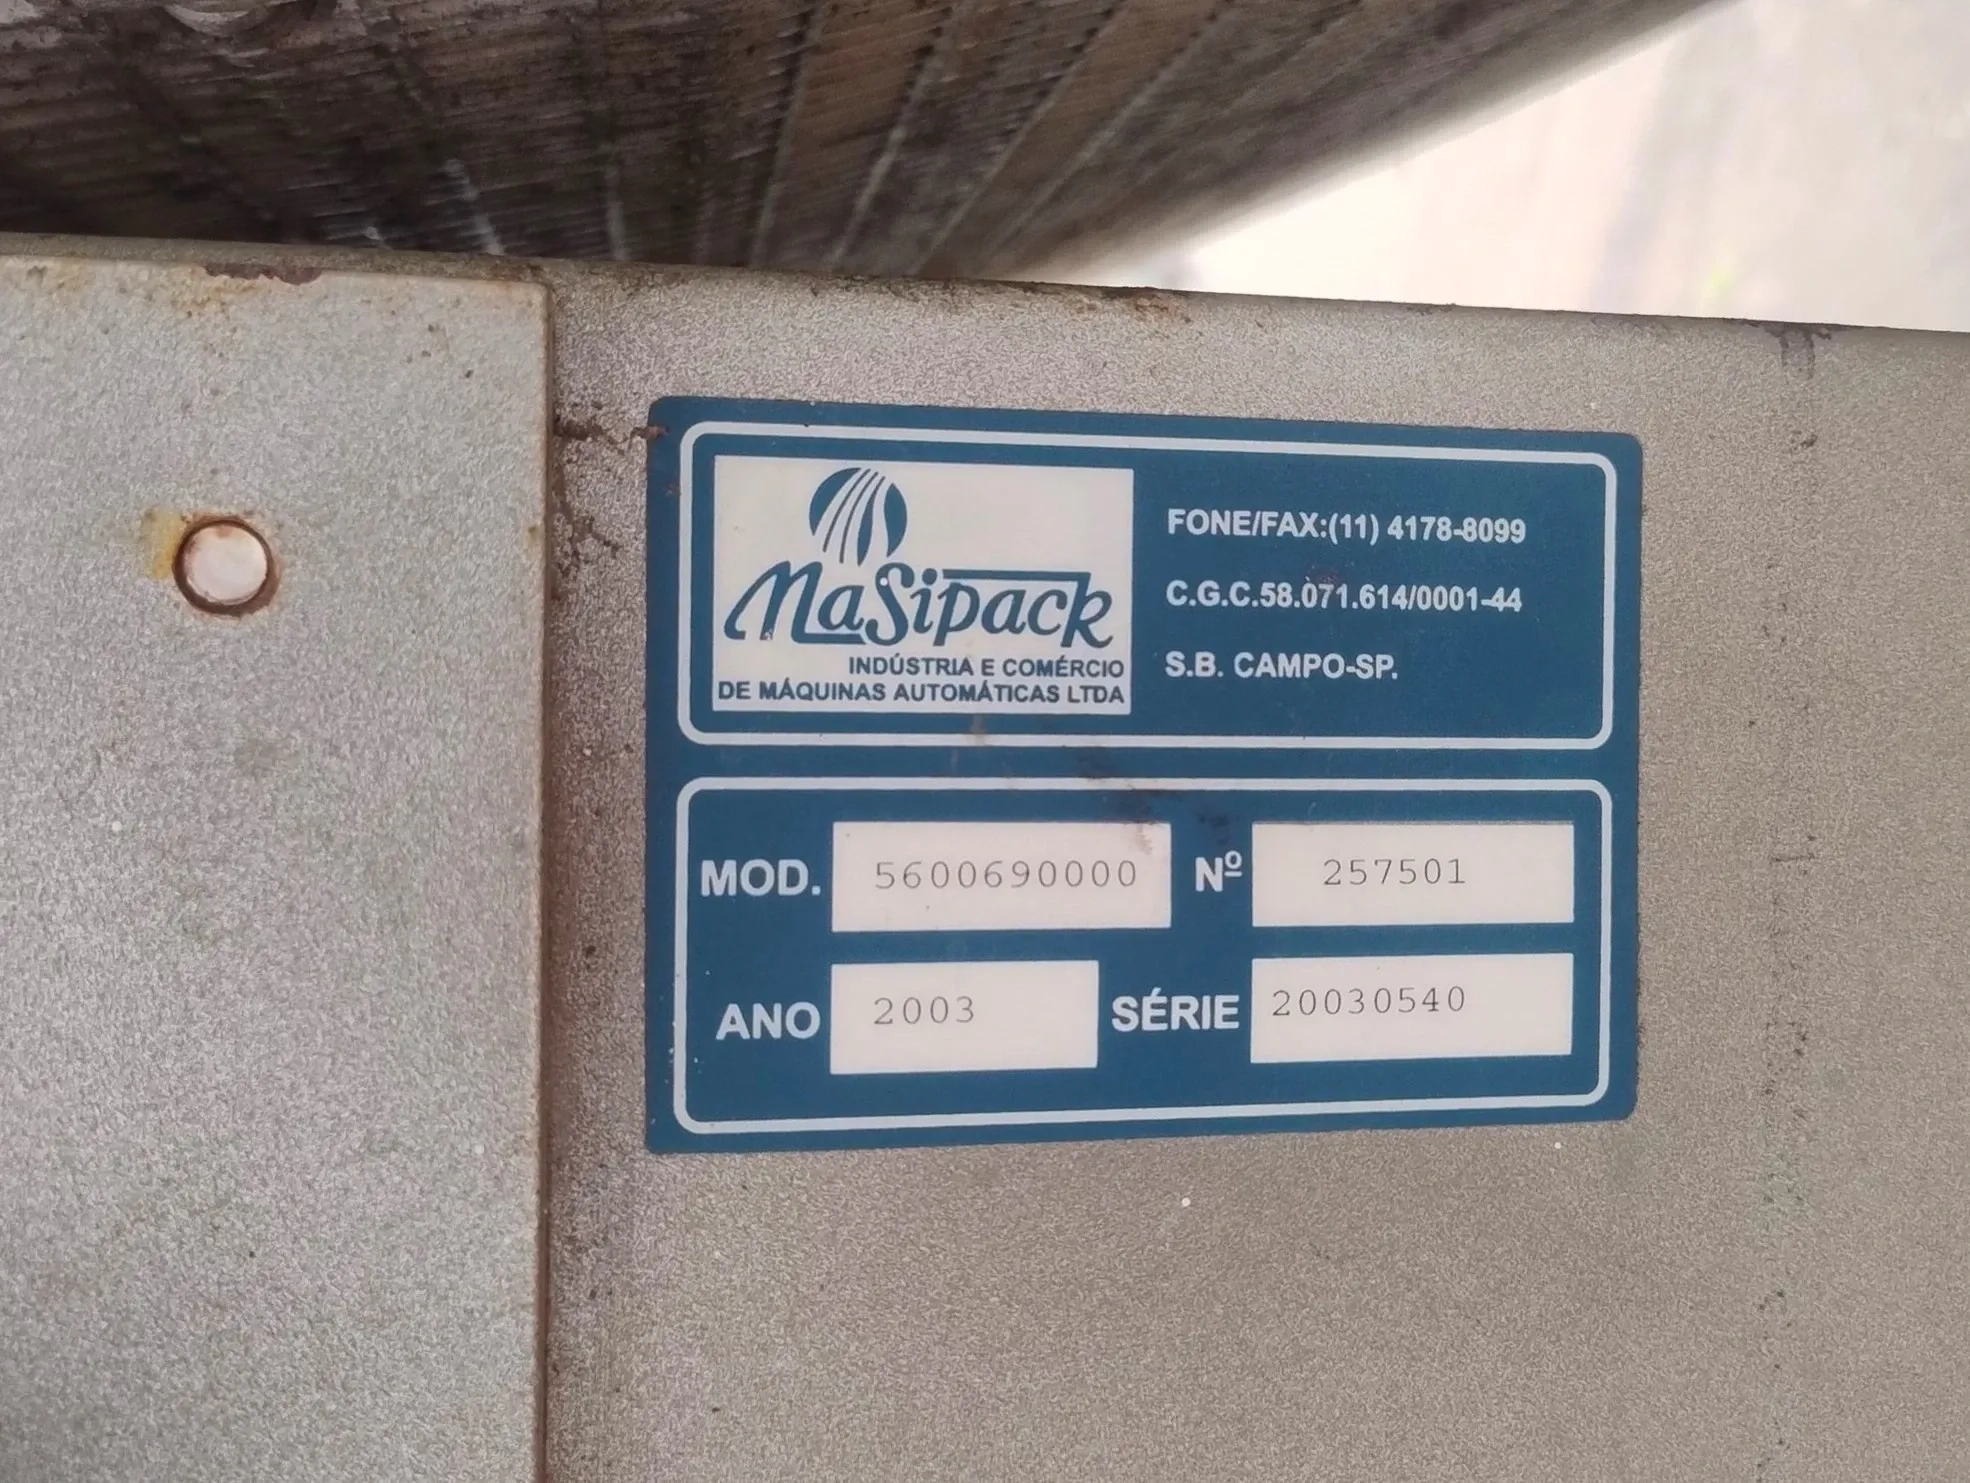 MaSipack
INDÚSTRIA E COMÉRCIO
DE MÁQUINAS AUTOMÁTICAS LTDA
FONE/FAX:(11) 4178-8099
C.G.C.58.071.614/0001-44
S.B. CAMPO-SP.
MOD. 5600690000 Nº 257501
ANO 2003 SÉRIE 20030540